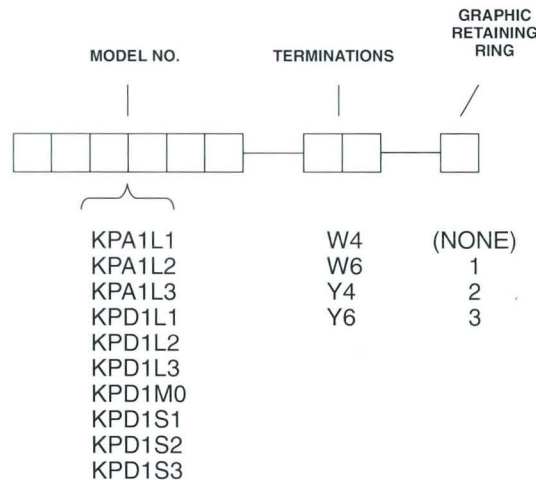 MODEL NO.
TERMINATIONS
GRAPHIC
RETAINING
RING
KPA1L1
KPA1L2
KPA1L3
KPD1L1
KPD1L2
KPD1L3
KPD1M0
KPD1S1
KPD1S2
KPD1S3
W4
W6
Y4
Y6
(NONE)
1
2
3